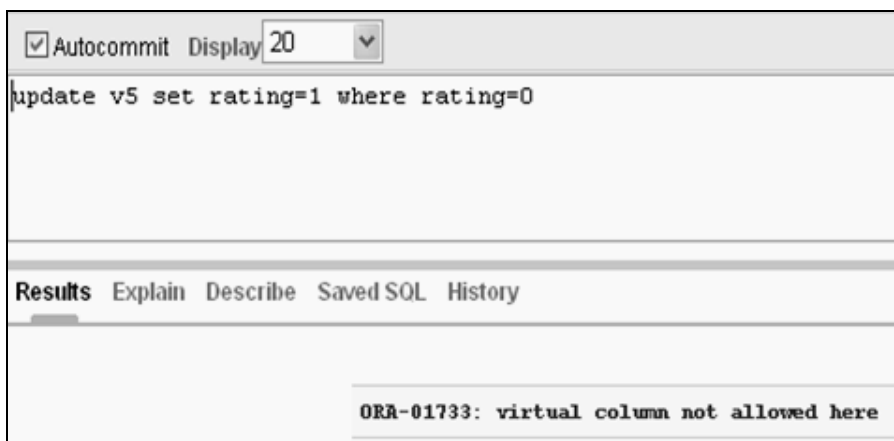 Autocommit Display 20
update v5 set rating=1 where rating=0
Results Explain Describe Saved SQL History
ORA-01733: virtual column not allowed here